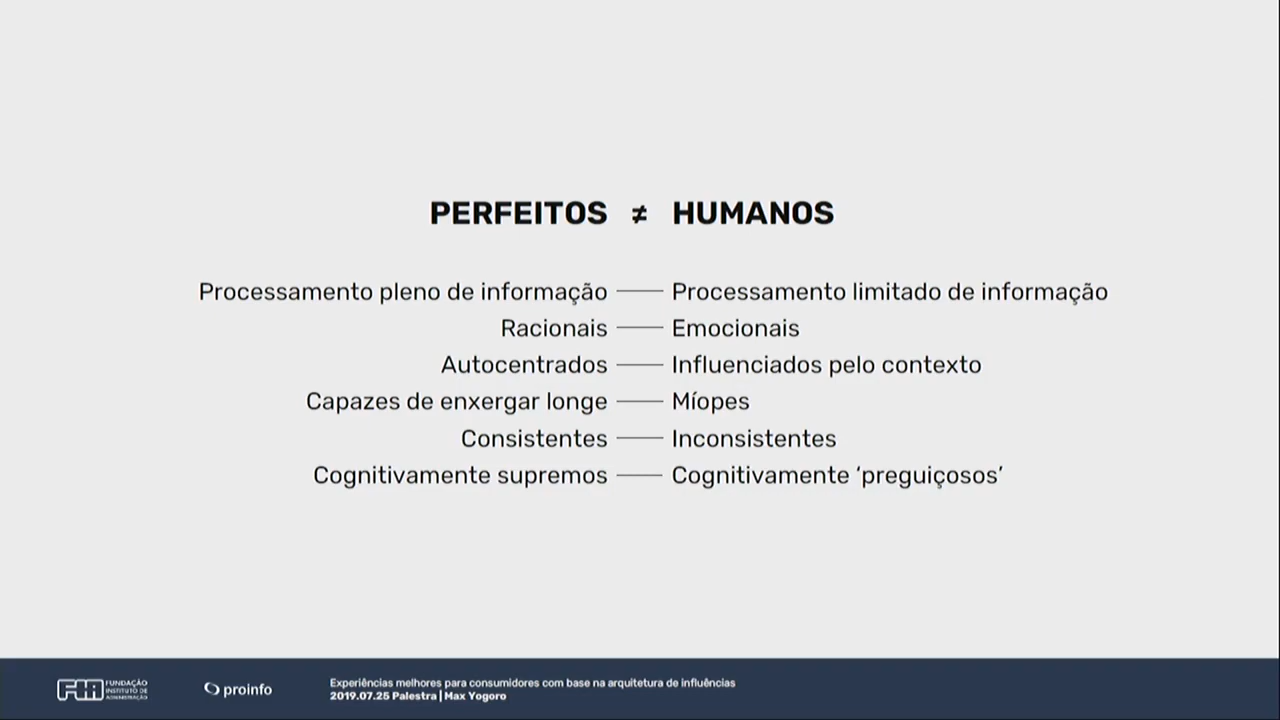 PERFEITOS ≠ HUMANOS
Processamento pleno de informação — Processamento limitado de informação
Racionais — Emocionais
Autocentrados — Influenciados pelo contexto
Capazes de enxergar longe — Míopes
Consistentes — Inconsistentes
Cognitivamente supremos — Cognitivamente ‘preguiçosos’
FIA
FUNDAÇÃO
INSTITUTO DE
ADMINISTRAÇÃO
proinfo
Experiências melhores para consumidores com base na arquitetura de influências
2019.07.25 Palestra | Max Yogoro